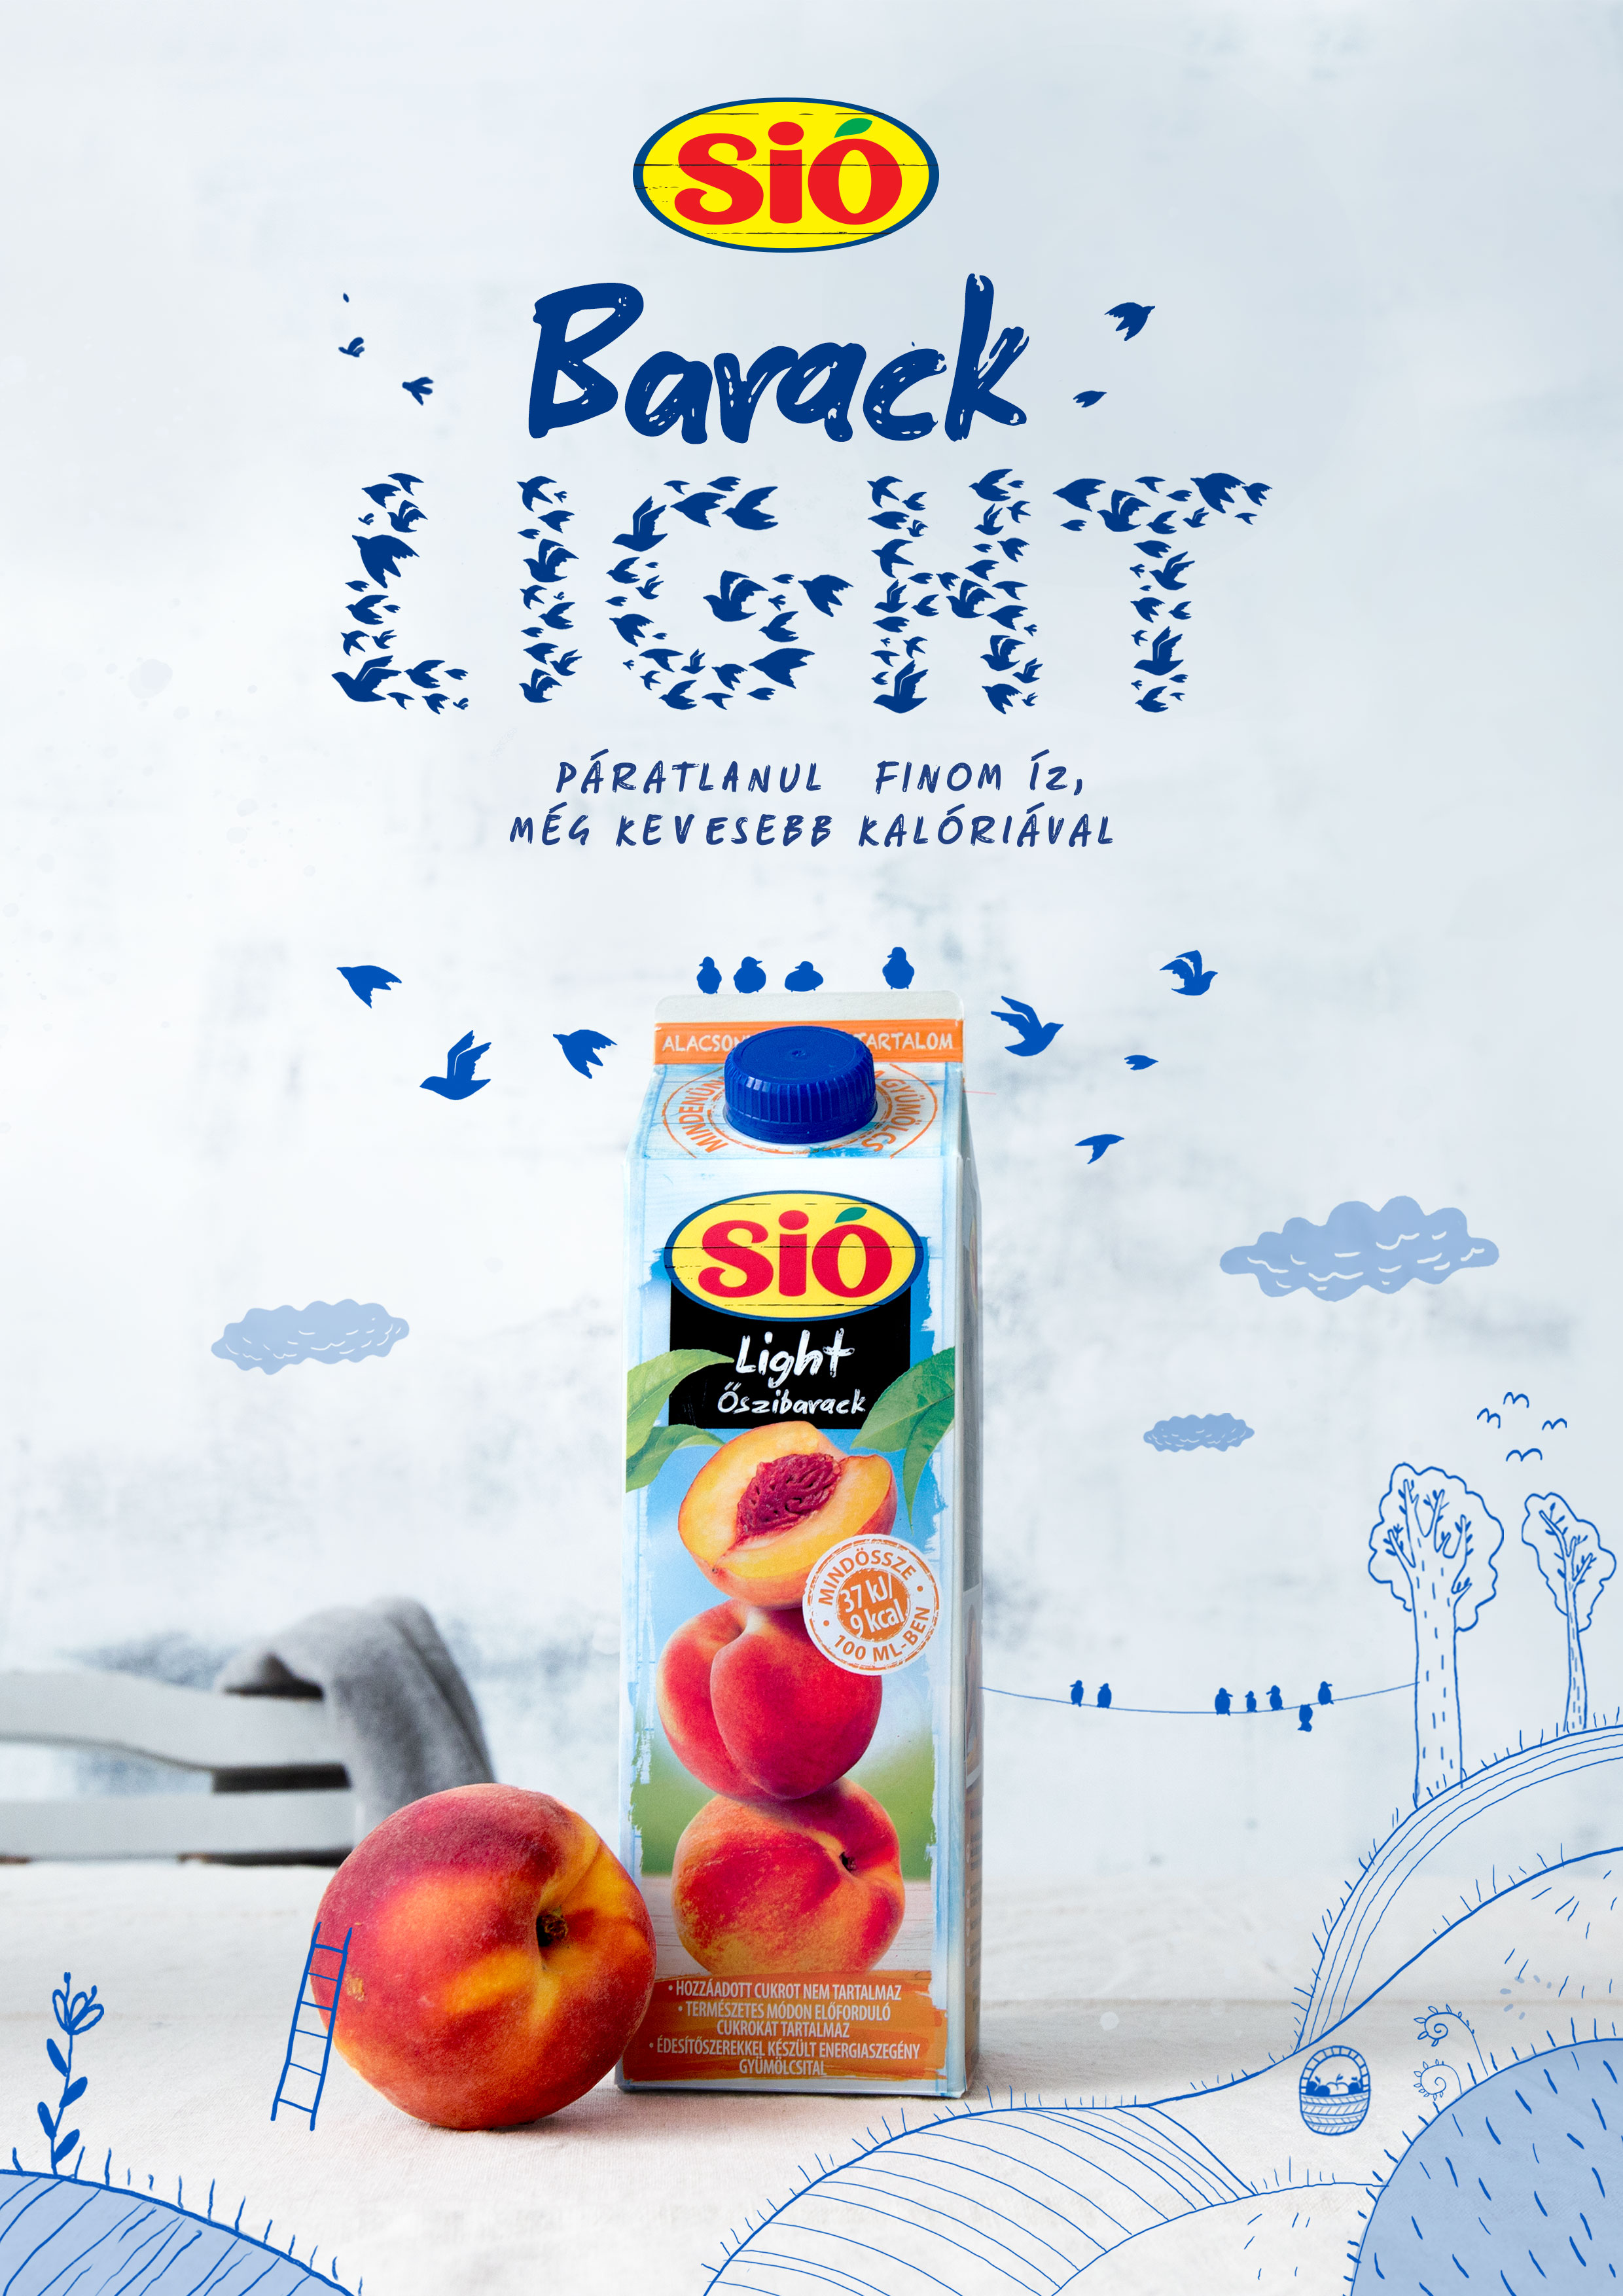 Sió
Barack
LIGHT
PÁRATLANUL FINOM ÍZ,
MÉG KEVESEBB KALÓRIÁVAL
TARTALOM
GYÜMÖLCS
Sió
Light
Őszibarack
MINDÖSSZE
37 kJ/
9 kcal
100 ML-BEN
• HOZZÁADOTT CUKROT NEM TARTALMAZ
• TERMÉSZETES MÓDON ELŐFORDULÓ
CUKROKAT TARTALMAZ
• ÉDESÍTŐSZEREKKEL KÉSZÜLT ENERGIASZEGÉNY
GYÜMÖLCSITAL